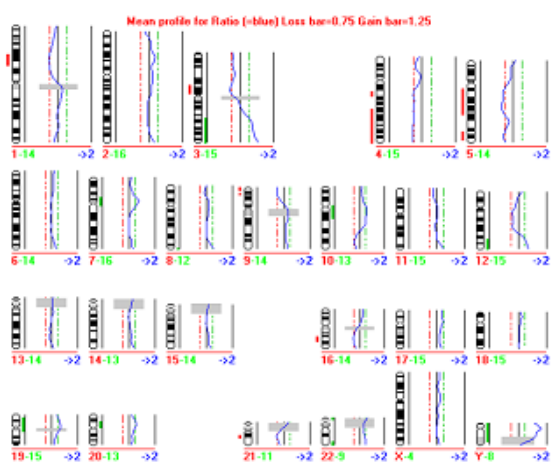 Mean profile for Ratio (=blue) Loss bar=0.75 Gain bar=1.25
1-14 ->2 2-16 ->2 3-15 ->2 4-15 ->2 5-14 ->2
6-14 ->2 7-16 ->2 8-12 ->2 9-14 ->2 10-13 ->2 11-15 ->2 12-15 ->2
13-14 ->2 14-13 ->2 15-14 ->2 16-14 ->2 17-15 ->2 18-15 ->2
19-15 ->2 20-13 ->2 21-11 ->2 22-9 ->2 X-4 ->2 Y-8 ->2